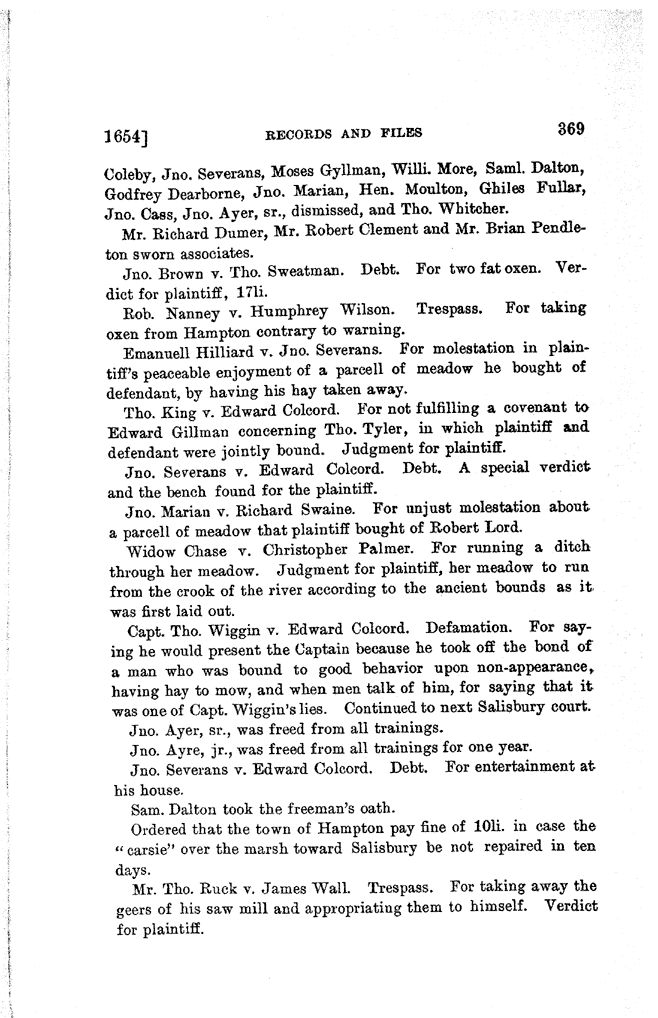 1654] RECORDS AND FILES 369
Coleby, Jno. Severans, Moses Gyllman, Willi. More, Saml. Dalton,
Godfrey Dearborne, Jno. Marian, Hen. Moulton, Ghiles Fullar,
Jno. Cass, Jno. Ayer, sr., dismissed, and Tho. Whitcher.
Mr. Richard Dumer, Mr. Robert Clement and Mr. Brian Pendle-
ton sworn associates.
Jno. Brown v. Tho. Sweatman. Debt. For two fat oxen. Ver-
dict for plaintiff, 17li.
Rob. Nanney v. Humphrey Wilson. Trespass. For taking
oxen from Hampton contrary to warning.
Emanuell Hilliard v. Jno. Severans. For molestation in plain-
tiff's peaceable enjoyment of a parcell of meadow he bought of
defendant, by having his hay taken away.
Tho. King v. Edward Colcord. For not fulfilling a covenant to
Edward Gillman concerning Tho. Tyler, in which plaintiff and
defendant were jointly bound. Judgment for plaintiff.
Jno. Severans v. Edward Colcord. Debt. A special verdict
and the bench found for the plaintiff.
Jno. Marian v. Richard Swaine. For unjust molestation about
a parcell of meadow that plaintiff bought of Robert Lord.
Widow Chase v. Christopher Palmer. For running a ditch
through her meadow. Judgment for plaintiff, her meadow to run
from the crook of the river according to the ancient bounds as it
was first laid out.
Capt. Tho. Wiggin v. Edward Colcord. Defamation. For say-
ing he would present the Captain because he took off the bond of
a man who was bound to good behavior upon non-appearance,
having hay to mow, and when men talk of him, for saying that it
was one of Capt. Wiggin's lies. Continued to next Salisbury court.
Jno. Ayer, sr., was freed from all trainings.
Jno. Ayre, jr., was freed from all trainings for one year.
Jno. Severans v. Edward Colcord. Debt. For entertainment at
his house.
Sam. Dalton took the freeman's oath.
Ordered that the town of Hampton pay fine of 10li. in case the
"carsie" over the marsh toward Salisbury be not repaired in ten
days.
Mr. Tho. Ruck v. James Wall. Trespass. For taking away the
geers of his saw mill and appropriating them to himself. Verdict
for plaintiff.